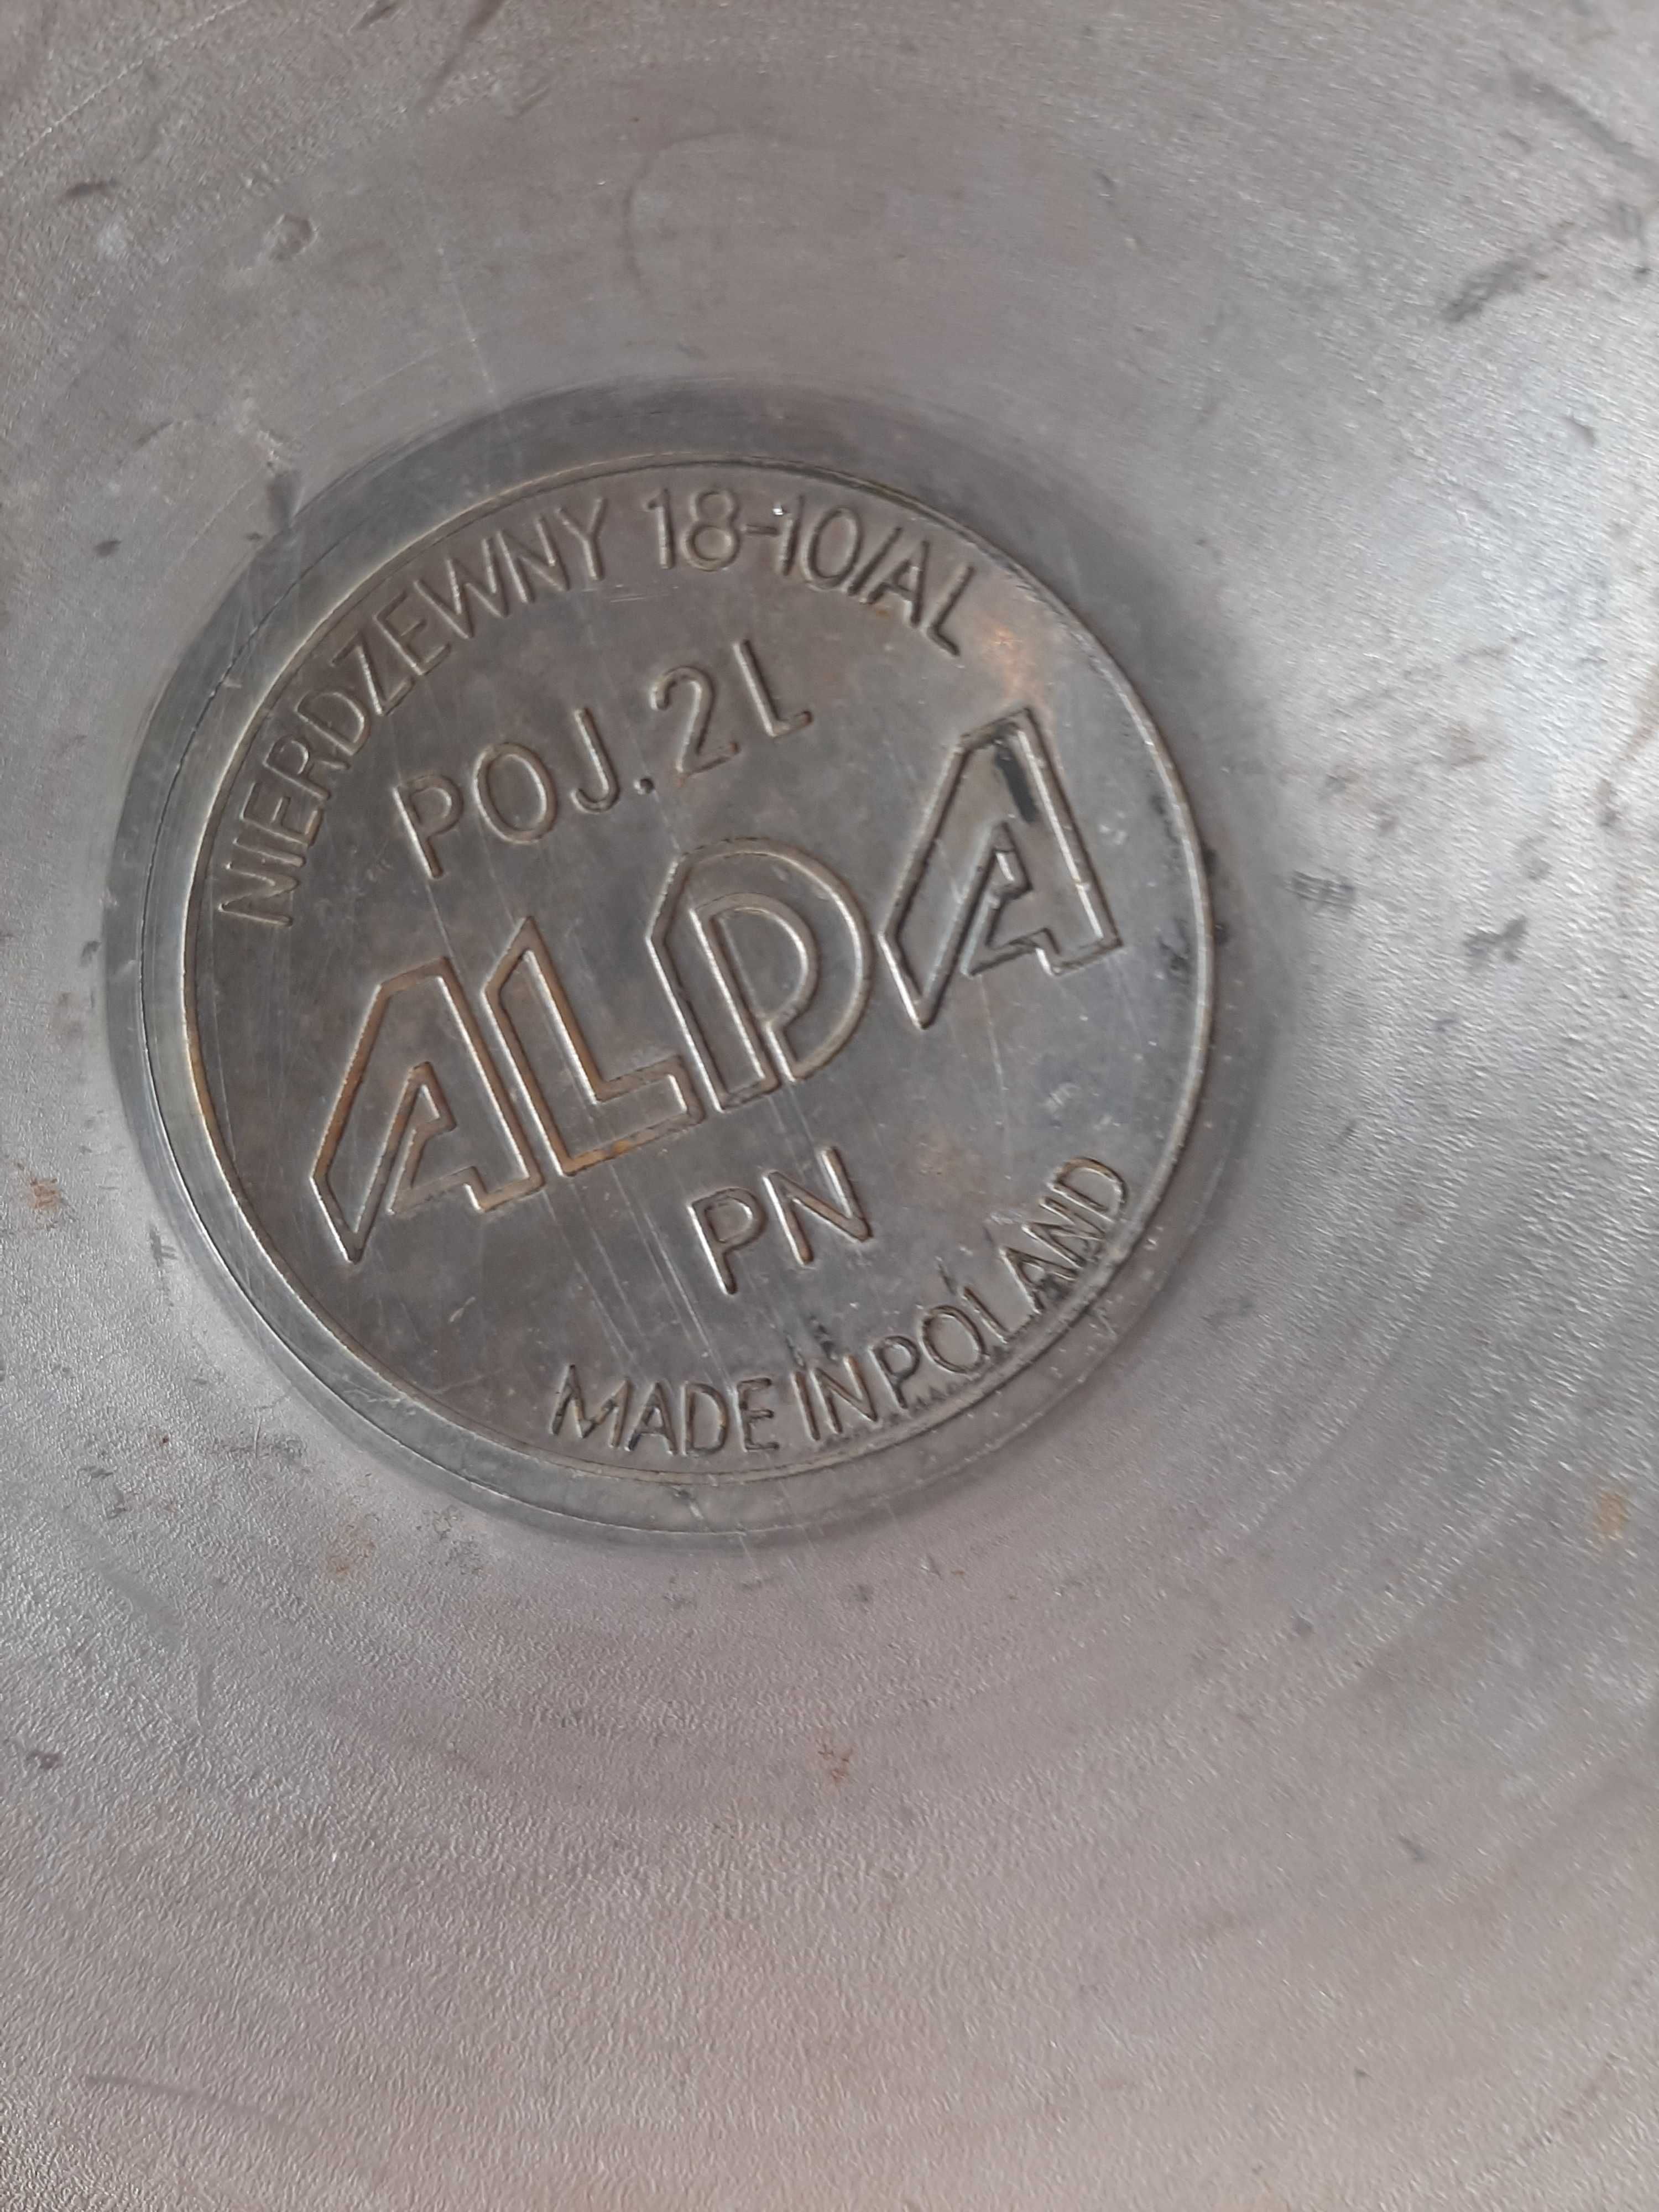 NIERDZEWNY 18-10/AL
POJ. 2L
ALDA
PN
MADE IN POLAND